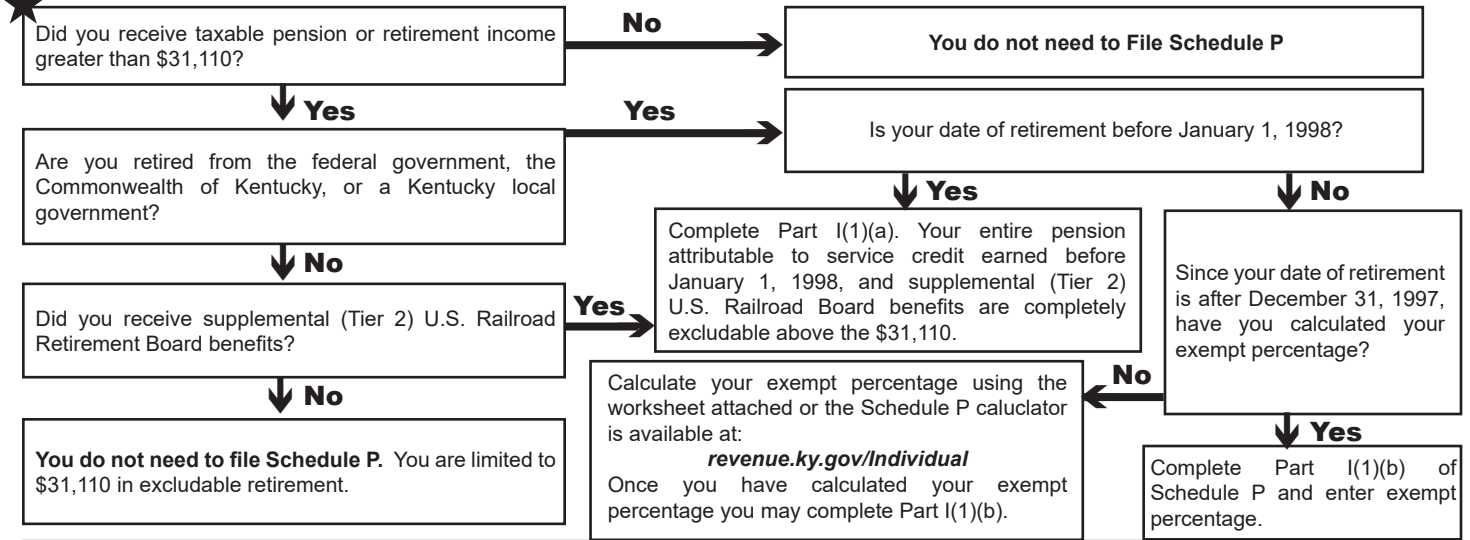 Did you receive taxable pension or retirement income
greater than $31,110?
No
You do not need to File Schedule P
Yes
Yes
Are you retired from the federal government, the
Commonwealth of Kentucky, or a Kentucky local
government?
Is your date of retirement before January 1, 1998?
Yes
No
No
Complete Part I(1)(a). Your entire pension
attributable to service credit earned before
January 1, 1998, and supplemental (Tier 2)
U.S. Railroad Board benefits are completely
excludable above the $31,110.
Since your date of retirement
is after December 31, 1997,
have you calculated your
exempt percentage?
Did you receive supplemental (Tier 2) U.S. Railroad
Retirement Board benefits?
Yes
No
No
Calculate your exempt percentage using the
worksheet attached or the Schedule P caluclator
is available at:
revenue.ky.gov/Individual
Once you have calculated your exempt
percentage you may complete Part I(1)(b).
Yes
You do not need to file Schedule P. You are limited to
$31,110 in excludable retirement.
Complete Part I(1)(b) of
Schedule P and enter exempt
percentage.